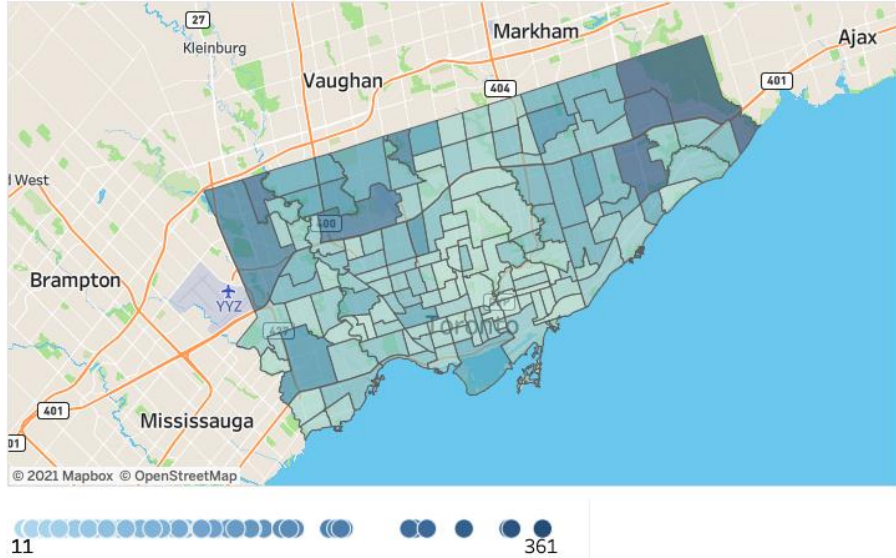 27
Markham
Ajax
Kleinburg
Vaughan
404
401
d West
400
Brampton
YYZ
427
Toronto
401
Mississauga
01
© 2021 Mapbox © OpenStreetMap
11
361